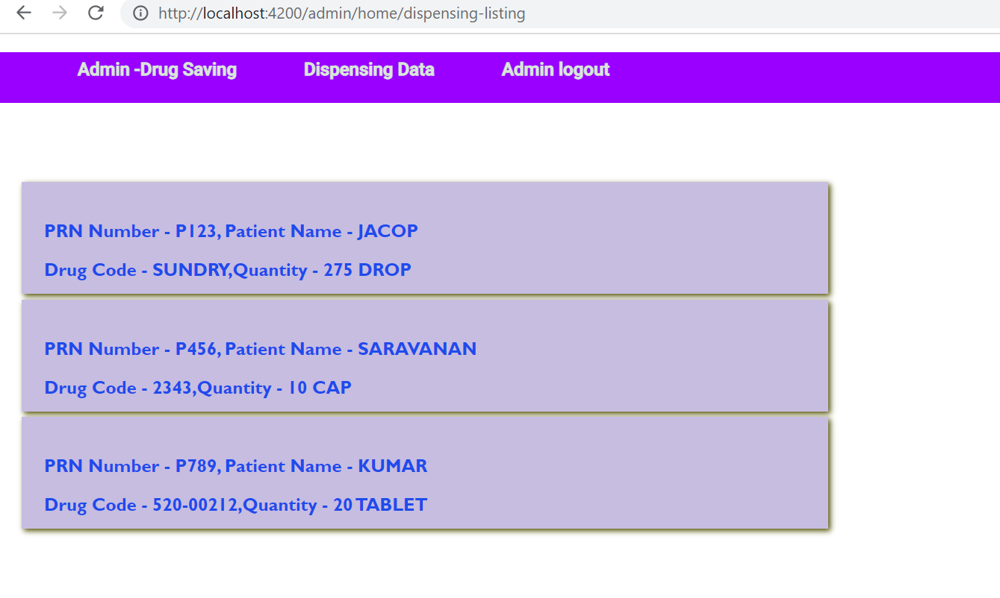 http://localhost:4200/admin/home/dispensing-listing
Admin -Drug Saving Dispensing Data Admin logout
PRN Number - P123, Patient Name - JACOP
Drug Code - SUNDRY,Quantity - 275 DROP
PRN Number - P456, Patient Name - SARAVANAN
Drug Code - 2343,Quantity - 10 CAP
PRN Number - P789, Patient Name - KUMAR
Drug Code - 520-00212,Quantity - 20 TABLET